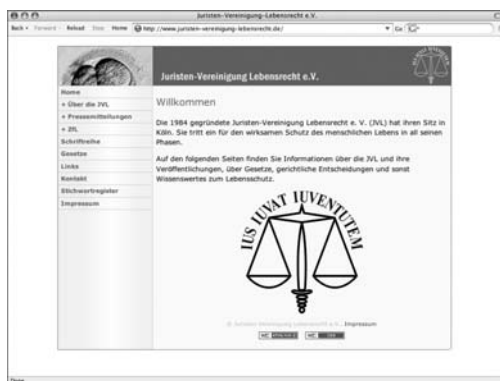 Juristen-Vereinigung-Lebensrecht e.V.
Back Forward Reload Stop Home http://www.juristen-vereinigung-lebensrecht.de/ Go
Juristen-Vereinigung Lebensrecht e.V.
Home
+ Über die JVL
+ Pressemitteilungen
+ ZfL
Schriftreihe
Gesetze
Links
Kontakt
Stichwortregister
Impressum
Willkommen
Die 1984 gegründete Juristen-Vereinigung Lebensrecht e. V. (JVL) hat ihren Sitz in
Köln. Sie tritt ein für den wirksamen Schutz des menschlichen Lebens in all seinen
Phasen.
Auf den folgenden Seiten finden Sie Informationen über die JVL und ihre
Veröffentlichungen, über Gesetze, gerichtliche Entscheidungen und sonst
Wissenswertes zum Lebensschutz.
IUS IUVAT IUVENTUTEM
© Juristen-Vereinigung Lebensrecht e.V. Impressum